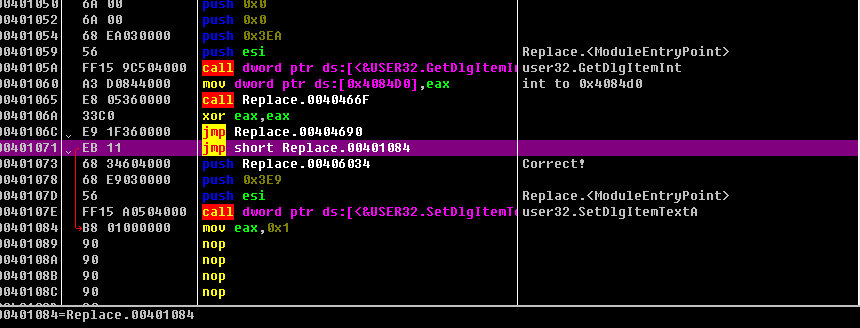 00401050 6A 00 push 0x0
00401052 6A 00 push 0x0
00401054 68 EA030000 push 0x3EA
00401059 56 push esi Replace.<ModuleEntryPoint>
0040105A FF15 9C504000 call dword ptr ds:[<&USER32.GetDlgItemIn user32.GetDlgItemInt
00401060 A3 D0844000 mov dword ptr ds:[0x4084D0],eax int to 0x4084d0
00401065 E8 05360000 call Replace.0040466F
0040106A 33C0 xor eax,eax
0040106C E9 1F360000 jmp Replace.00404690
00401071 EB 11 jmp short Replace.00401084
00401073 68 34604000 push Replace.00406034 Correct!
00401078 68 E9030000 push 0x3E9
0040107D 56 push esi Replace.<ModuleEntryPoint>
0040107E FF15 A0504000 call dword ptr ds:[<&USER32.SetDlgItemTe user32.SetDlgItemTextA
00401084 B8 01000000 mov eax,0x1
00401089 90 nop
0040108A 90 nop
0040108B 90 nop
0040108C 90 nop
00401084=Replace.00401084